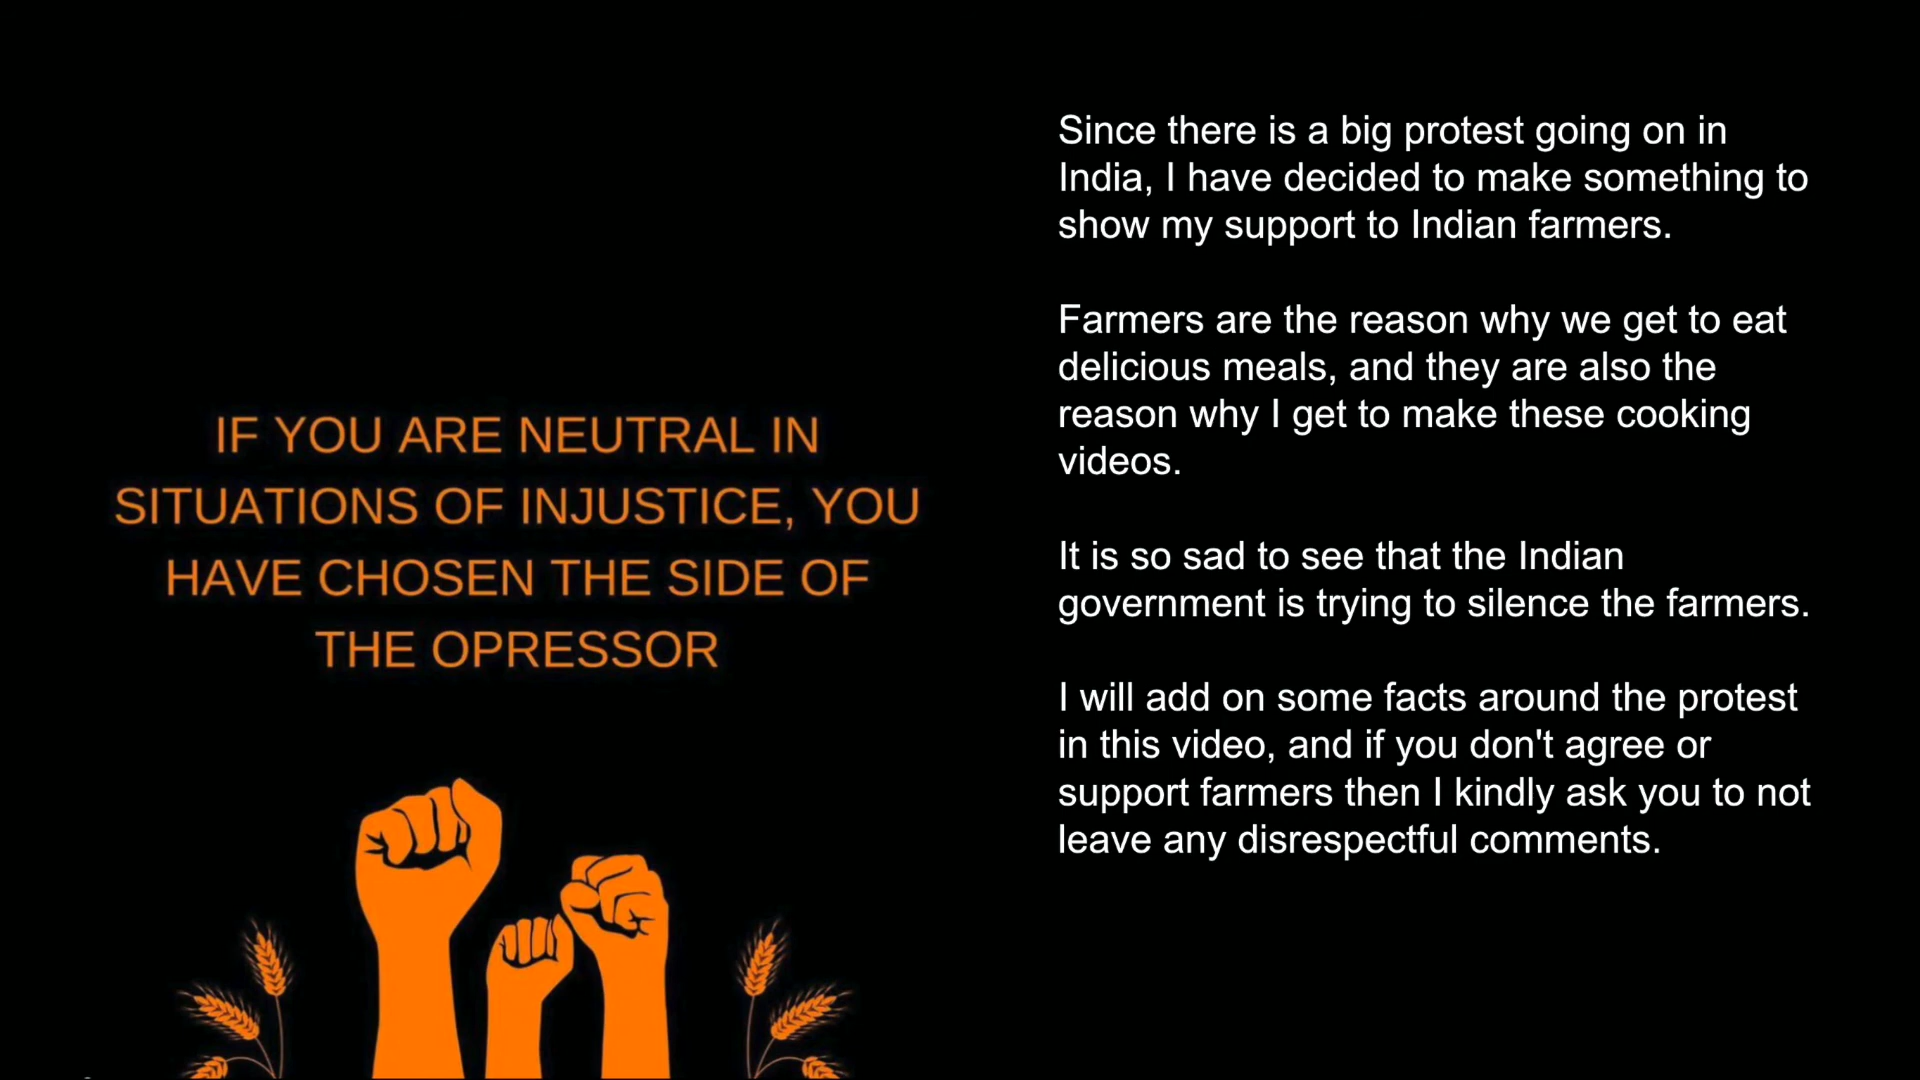 IF YOU ARE NEUTRAL IN
SITUATIONS OF INJUSTICE, YOU
HAVE CHOSEN THE SIDE OF
THE OPRESSOR
Since there is a big protest going on in
India, I have decided to make something to
show my support to Indian farmers.
Farmers are the reason why we get to eat
delicious meals, and they are also the
reason why I get to make these cooking
videos.
It is so sad to see that the Indian
government is trying to silence the farmers.
I will add on some facts around the protest
in this video, and if you don't agree or
support farmers then I kindly ask you to not
leave any disrespectful comments.